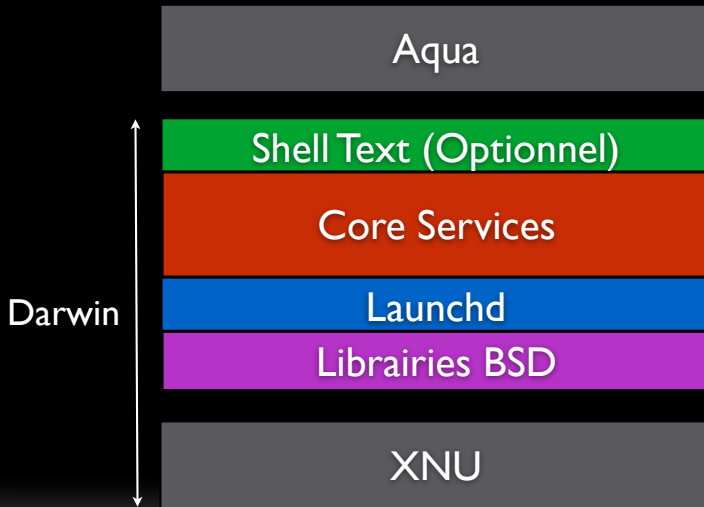 Aqua
Shell Text (Optionnel)
Core Services
Launchd
Darwin
Librairies BSD
XNU